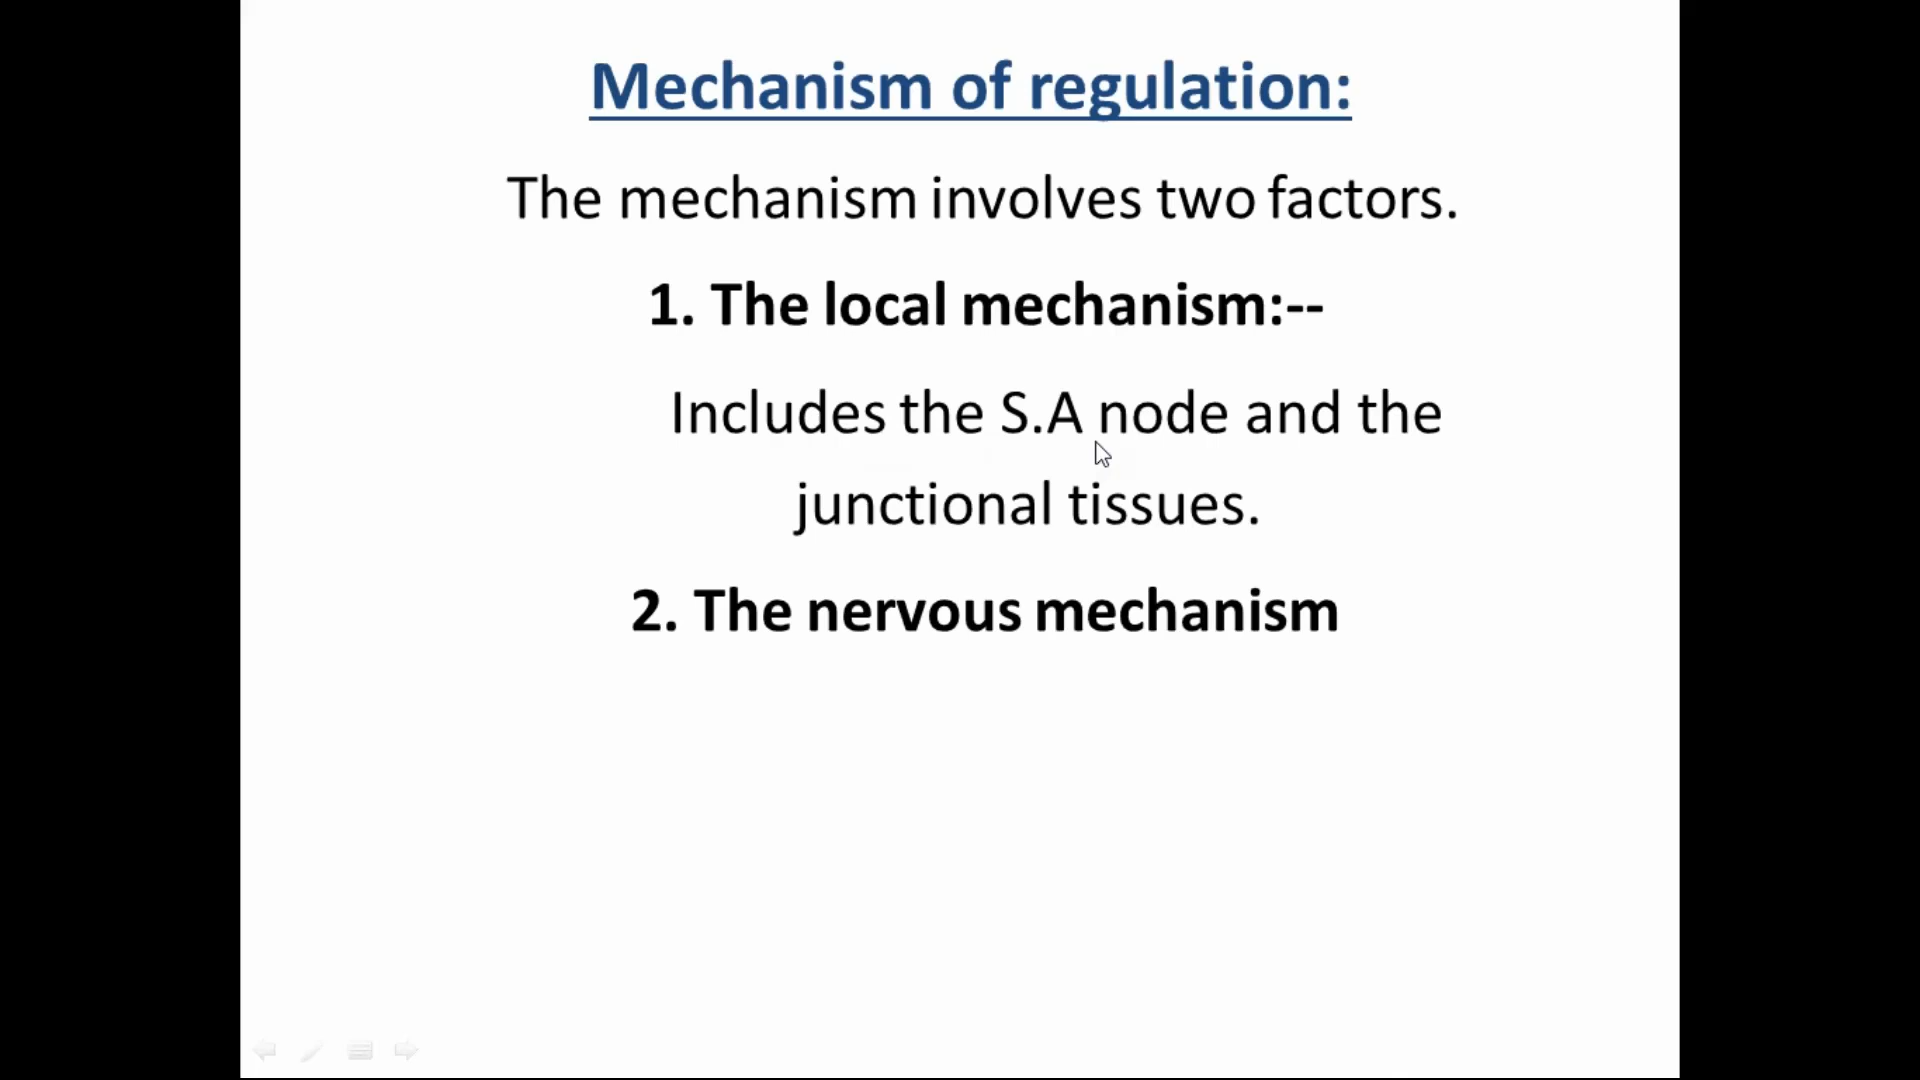 Mechanism of regulation:
The mechanism involves two factors.
1. The local mechanism:--
Includes the S.A node and the
junctional tissues.
2. The nervous mechanism